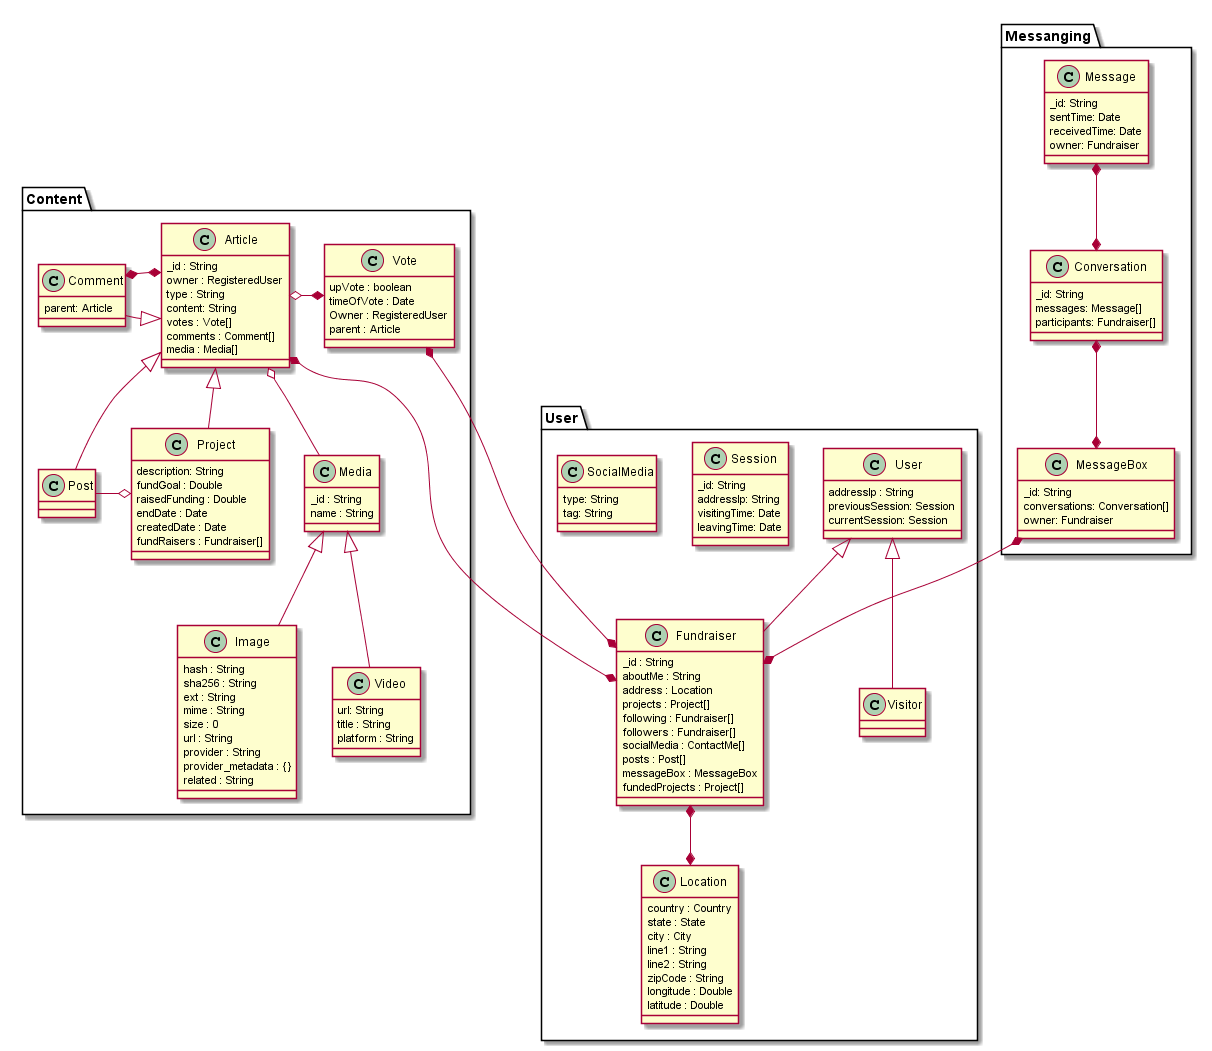 Messanging
C Message
_id: String
sentTime: Date
receivedTime: Date
owner: Fundraiser
C Conversation
_id: String
messages: Message[]
participants: Fundraiser[]
C MessageBox
_id: String
conversations: Conversation[]
owner: Fundraiser
Content
C Comment
parent: Article
C Article
_id : String
owner : RegisteredUser
type : String
content: String
votes : Vote[]
comments : Comment[]
media : Media[]
C Vote
upVote : boolean
timeOfVote : Date
Owner : RegisteredUser
parent : Article
C Post
C Project
description: String
fundGoal : Double
raisedFunding : Double
endDate : Date
createdDate : Date
fundRaisers : Fundraiser[]
C Media
_id : String
name : String
C Image
hash : String
sha256 : String
ext : String
mime : String
size : 0
url : String
provider : String
provider_metadata : {}
related : String
C Video
url: String
title : String
platform : String
User
C SocialMedia
type: String
tag: String
C Session
_id: String
addressIp: String
visitingTime: Date
leavingTime: Date
C User
addressIp : String
previousSession: Session
currentSession: Session
C Fundraiser
_id : String
aboutMe : String
address : Location
projects : Project[]
following : Fundraiser[]
followers : Fundraiser[]
socialMedia : ContactMe[]
posts : Post[]
messageBox : MessageBox
fundedProjects : Project[]
C Visitor
C Location
country : Country
state : State
city : City
line1 : String
line2 : String
zipCode : String
longitude : Double
latitude : Double